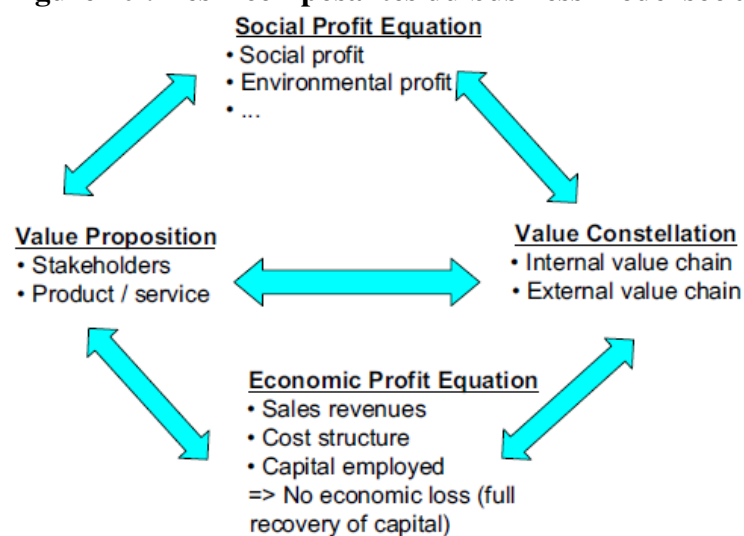 Social Profit Equation
• Social profit
• Environmental profit
• ...
Value Proposition
• Stakeholders
• Product / service
Value Constellation
• Internal value chain
• External value chain
Economic Profit Equation
• Sales revenues
• Cost structure
• Capital employed
=> No economic loss (full
recovery of capital)